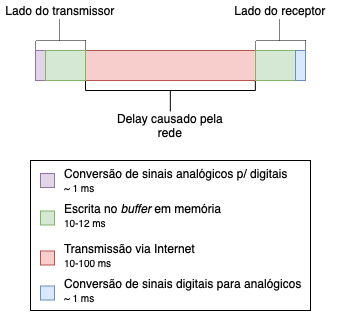 Lado do transmissor
Lado do receptor
Delay causado pela
rede
Conversão de sinais analógicos p/ digitais
~ 1 ms
Escrita no buffer em memória
10-12 ms
Transmissão via Internet
10-100 ms
Conversão de sinais digitais para analógicos
~ 1 ms